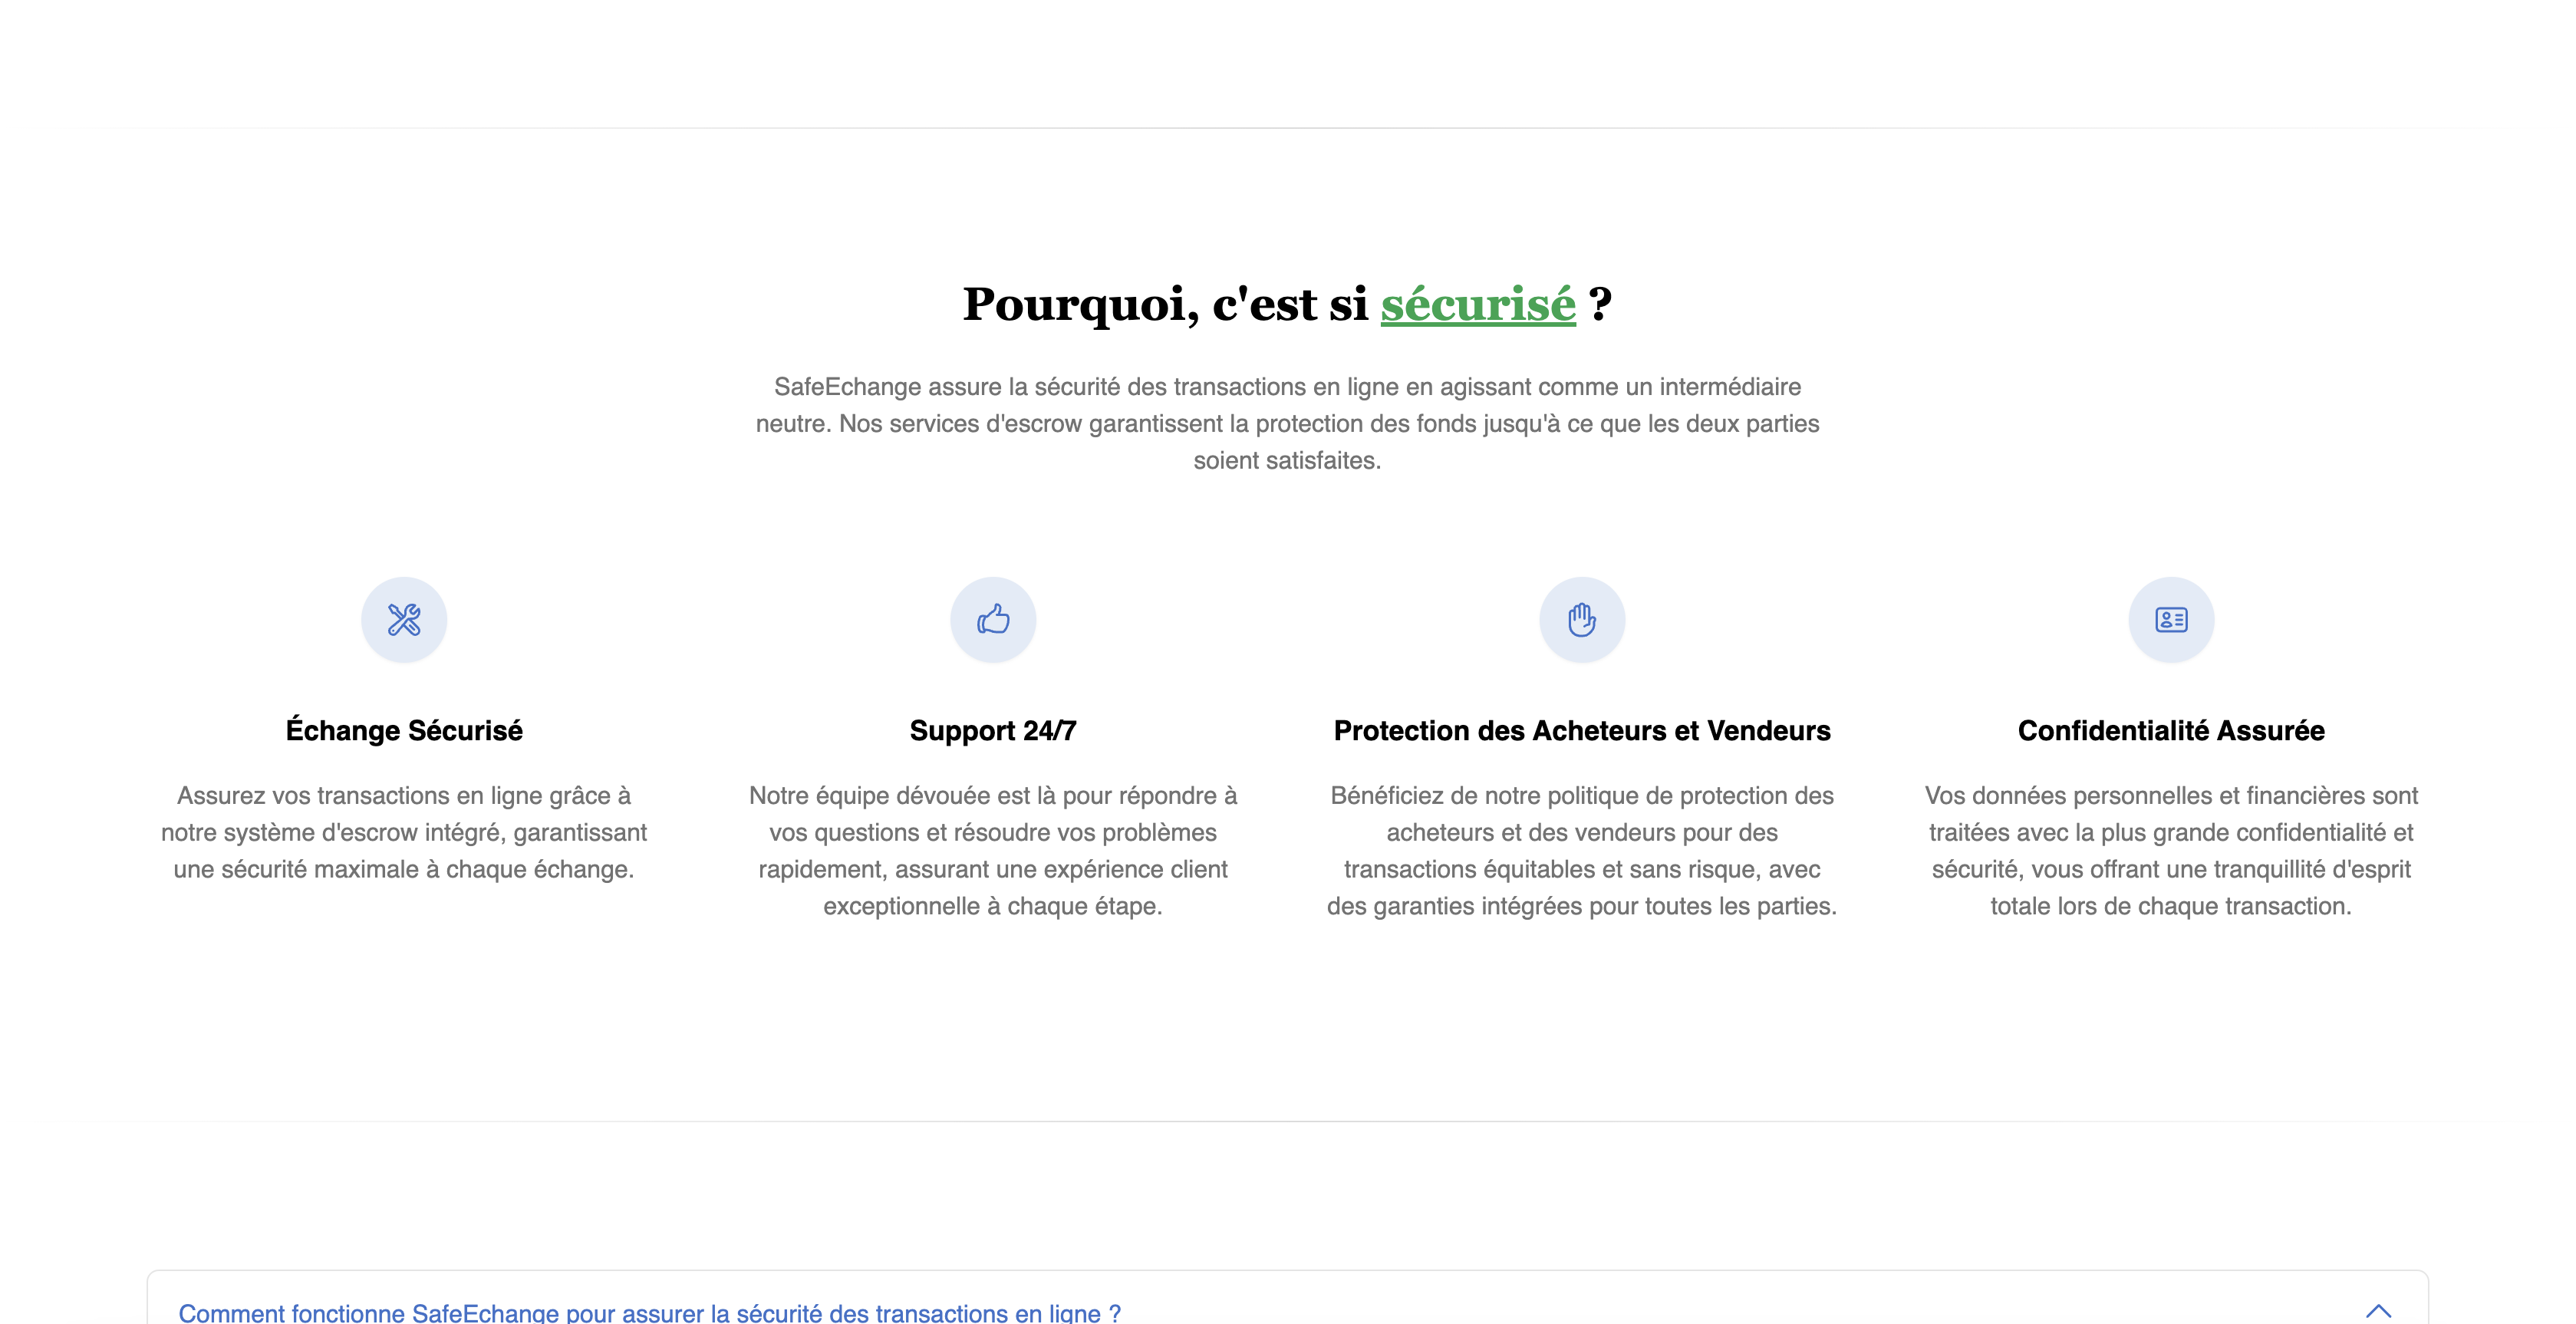 Pourquoi, c'est si sécurisé ?
SafeEchange assure la sécurité des transactions en ligne en agissant comme un intermédiaire
neutre. Nos services d'escrow garantissent la protection des fonds jusqu'à ce que les deux parties
soient satisfaites.
Échange Sécurisé
Assurez vos transactions en ligne grâce à
notre système d'escrow intégré, garantissant
une sécurité maximale à chaque échange.
Support 24/7
Notre équipe dévouée est là pour répondre à
vos questions et résoudre vos problèmes
rapidement, assurant une expérience client
exceptionnelle à chaque étape.
Protection des Acheteurs et Vendeurs
Bénéficiez de notre politique de protection des
acheteurs et des vendeurs pour des
transactions équitables et sans risque, avec
des garanties intégrées pour toutes les parties.
Confidentialité Assurée
Vos données personnelles et financières sont
traitées avec la plus grande confidentialité et
sécurité, vous offrant une tranquillité d'esprit
totale lors de chaque transaction.
Comment fonctionne SafeEchange pour assurer la sécurité des transactions en ligne ?